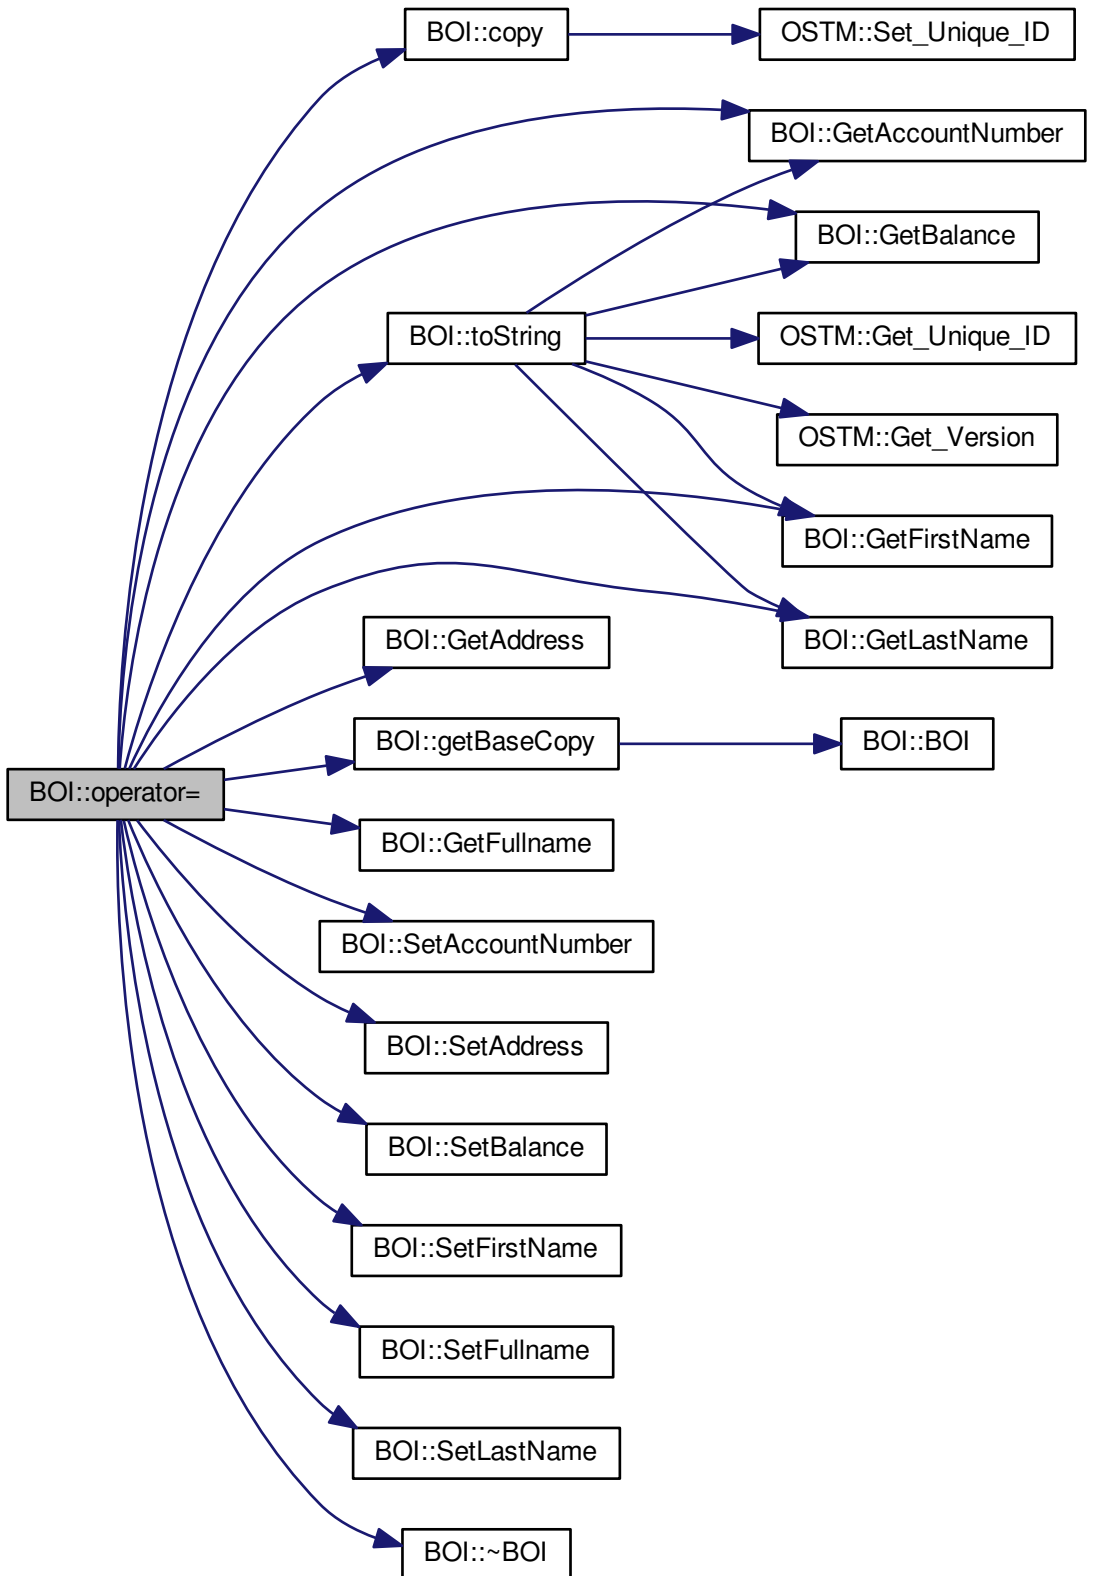 BOI::copy
OSTM::Set_Unique_ID
BOI::GetAccountNumber
BOI::GetBalance
BOI::toString
OSTM::Get_Unique_ID
OSTM::Get_Version
BOI::GetFirstName
BOI::GetAddress
BOI::GetLastName
BOI::getBaseCopy
BOI::BOI
BOI::operator=
BOI::GetFullname
BOI::SetAccountNumber
BOI::SetAddress
BOI::SetBalance
BOI::SetFirstName
BOI::SetFullname
BOI::SetLastName
BOI::~BOI